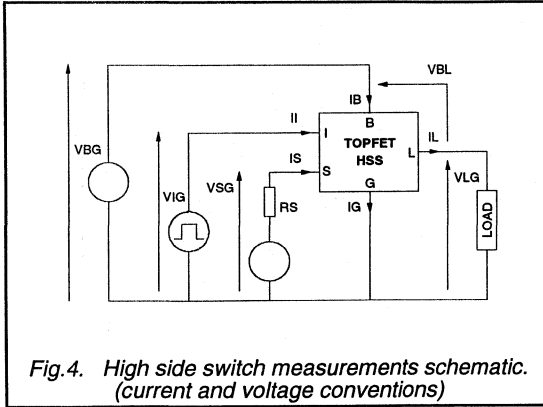 VBL
IB
B
II
I
TOPFET
HSS
IL
L
VBG
IS
S
VIG
VSG
G
VLG
RS
IG
LOAD
Fig.4. High side switch measurements schematic.
(current and voltage conventions)